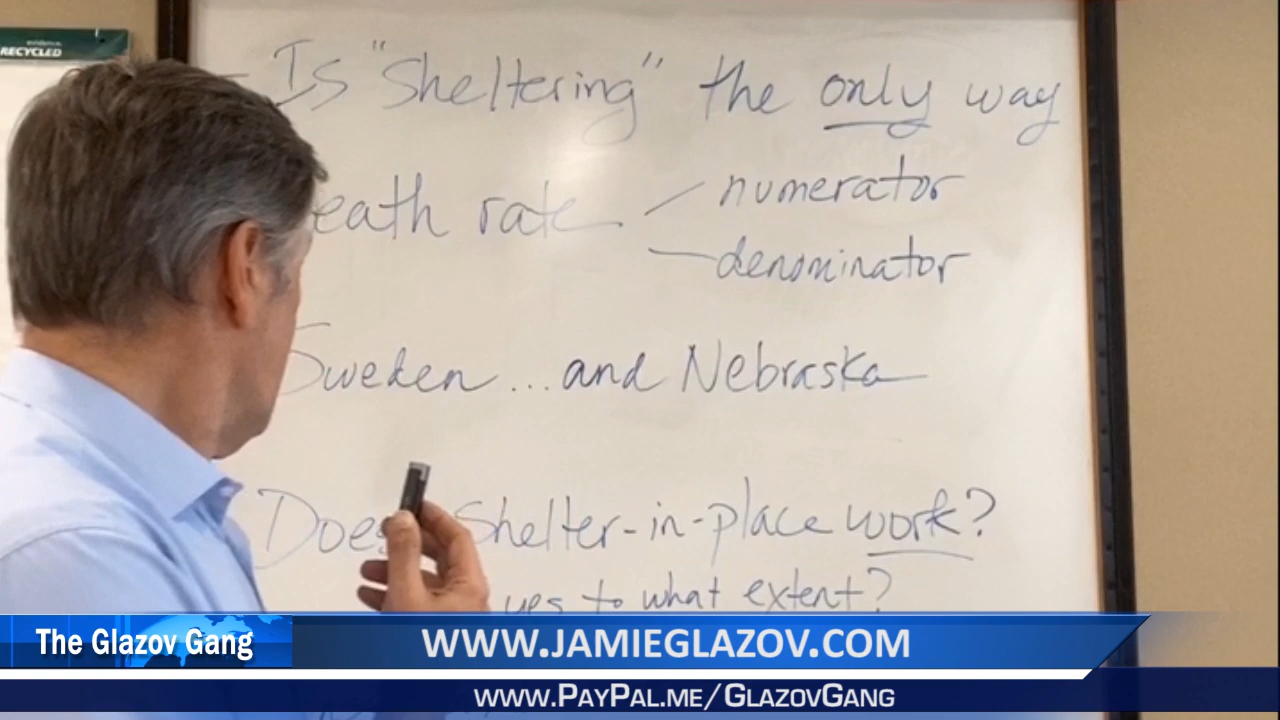 RECYCLED
Is "Sheltering" the only way
eath rate
numerator
denominator
Sweden ... and Nebraska
Does Shelter-in-place work?
yes to what extent?
The Glazov Gang
WWW.JAMIEGLAZOV.COM
WWW.PAYPAL.ME/GLAZOVGANG